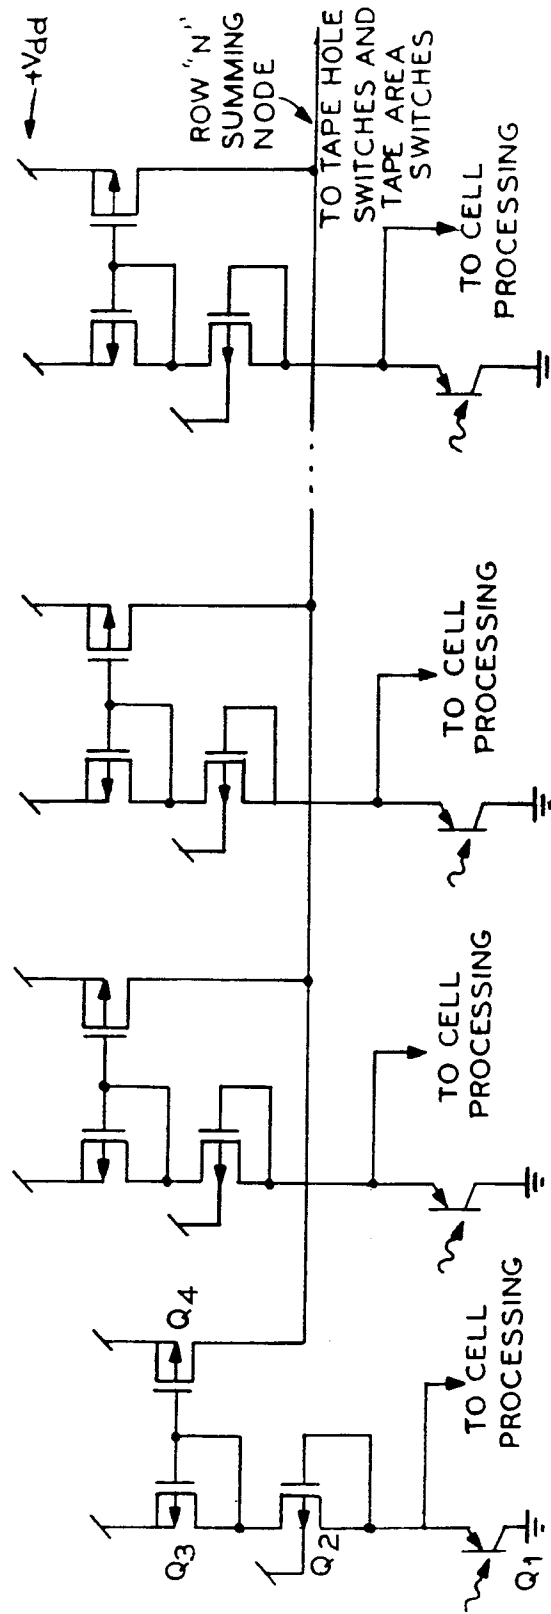 +Vdd
ROW "N"
SUMMING
NODE
TO TAPE HOLE
SWITCHES AND
TAPE AREA
SWITCHES
TO CELL
PROCESSING
TO CELL
PROCESSING
TO CELL
PROCESSING
Q4
Q3
Q2
TO CELL
PROCESSING
Q1